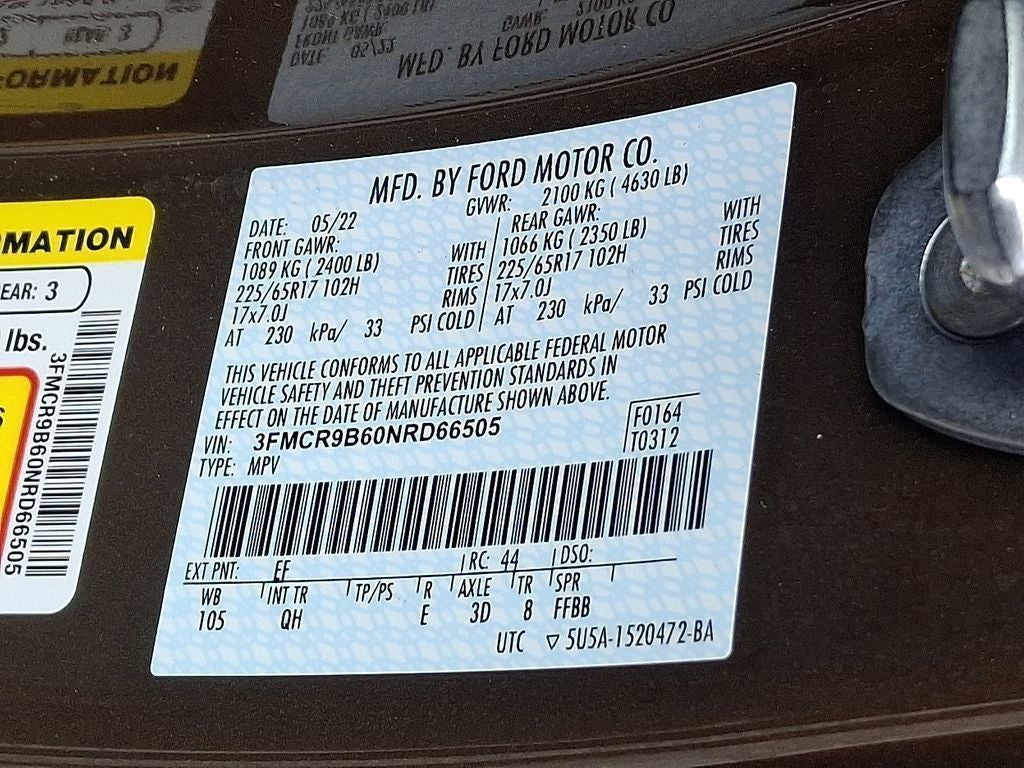 MFD. BY FORD MOTOR CO.
DATE: 05/22 GVWR: 2100 KG ( 4630 LB)
FRONT GAWR: WITH
1089 KG ( 2400 LB) TIRES
225/65R17 102H RIMS
17x7.0J
AT 230 kPa/ 33 PSI COLD
REAR GAWR: WITH
1066 KG ( 2350 LB) TIRES
225/65R17 102H RIMS
17x7.0J
AT 230 kPa/ 33 PSI COLD
THIS VEHICLE CONFORMS TO ALL APPLICABLE FEDERAL MOTOR
VEHICLE SAFETY AND THEFT PREVENTION STANDARDS IN
EFFECT ON THE DATE OF MANUFACTURE SHOWN ABOVE.
VIN: 3FMCR9B60NRD66505
F0164
T0312
TYPE: MPV
EXT PNT: EF RC: 44 DSO:
WB INT TR TP/PS R AXLE TR SPR
105 QH E 3D 8 FFBB
UTC ▽ 5U5A-1520472-BA
MATION
EAR: 3
lbs.
3FMCR9B60NRD66505